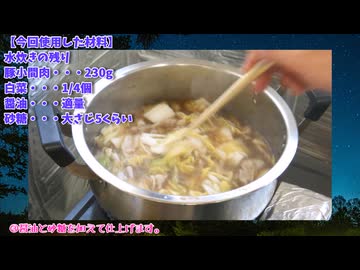 【今回使用した材料】
水炊きの残り
豚小間肉・・・230g
白菜・・・1/4個
醤油・・・適量
砂糖・・・大さじ5くらい
③醤油と砂糖を加えて仕上げます。